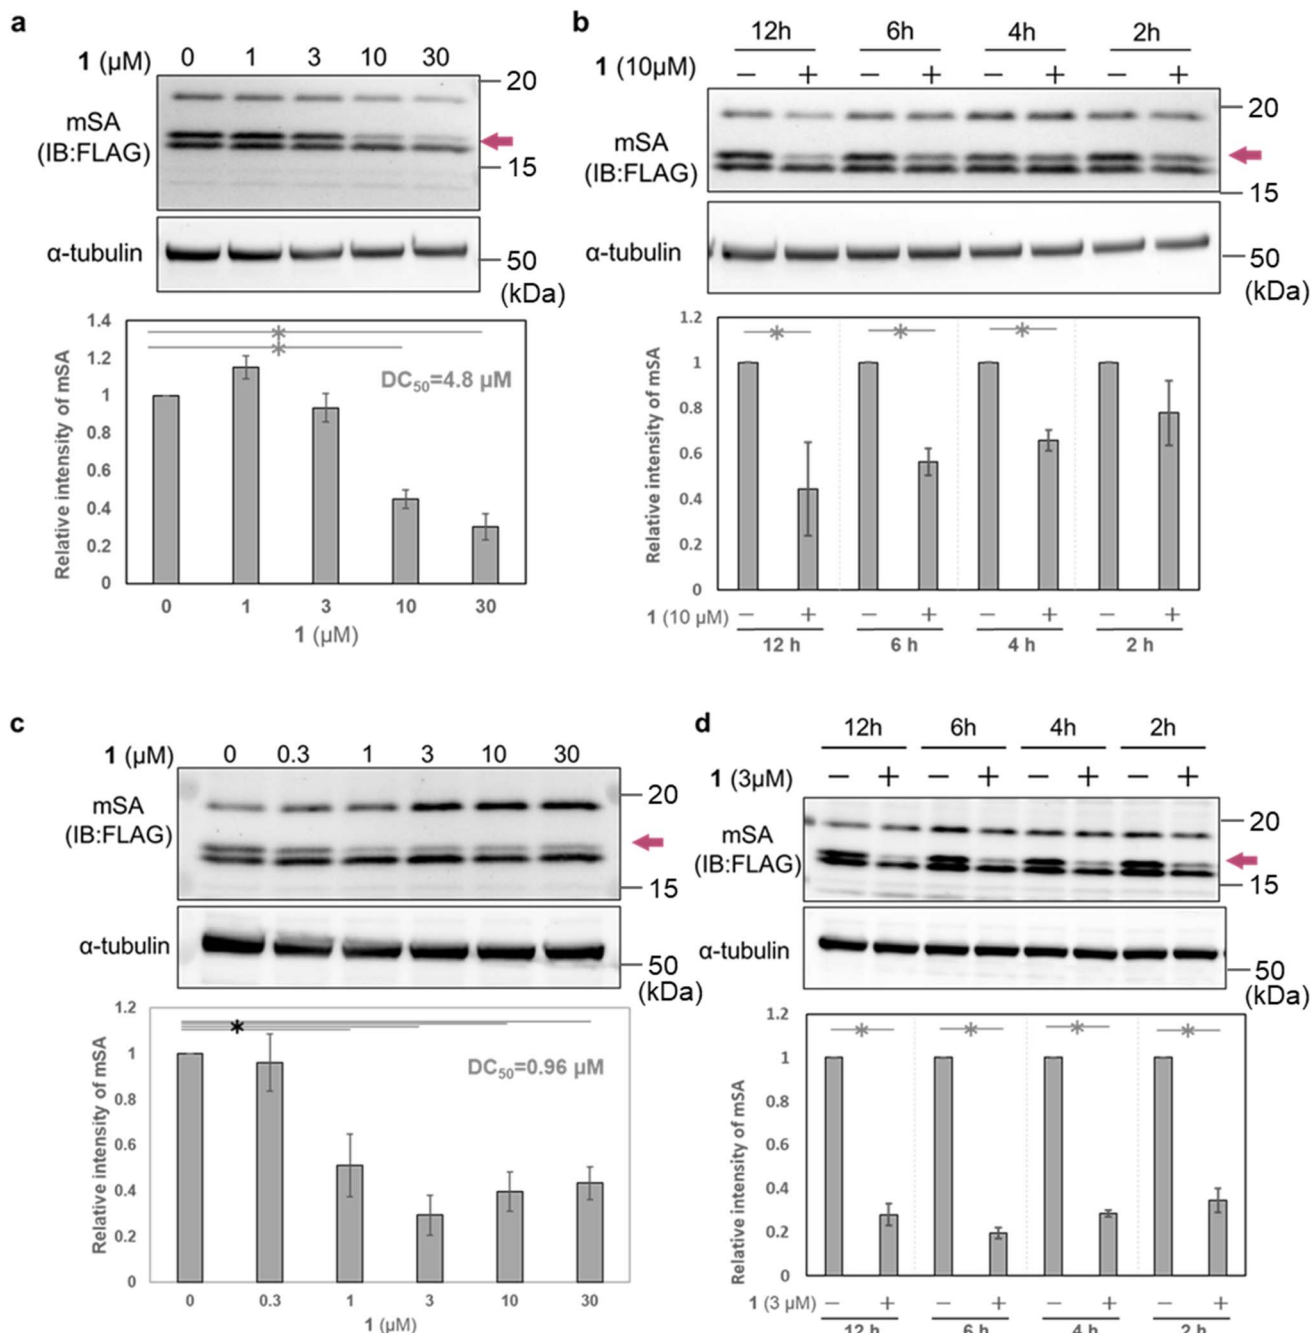 a
1 (μM) 0 1 3 10 30
mSA
(IB:FLAG)
20
15
α-tubulin
50
(kDa)
1.4
1.2
1
0.8
0.6
0.4
0.2
0
Relative intensity of mSA
*
*
DC50=4.8 μM
0 1 3 10 30
1 (μM)
b
12h 6h 4h 2h
1 (10μM) − + − + − + − +
mSA
(IB:FLAG)
20
15
α-tubulin
50
(kDa)
1.2
1
0.8
0.6
0.4
0.2
0
Relative intensity of mSA
* * *
1 (10 μM) − + − + − + − +
12 h 6 h 4 h 2 h
c
1 (μM) 0 0.3 1 3 10 30
mSA
(IB:FLAG)
20
15
α-tubulin
50
(kDa)
1.2
1
0.8
0.6
0.4
0.2
0
Relative intensity of mSA
*
DC50=0.96 μM
0 0.3 1 3 10 30
1 (μM)
d
12h 6h 4h 2h
1 (3μM) − + − + − + − +
mSA
(IB:FLAG)
20
15
α-tubulin
50
(kDa)
1.2
1
0.8
0.6
0.4
0.2
0
Relative intensity of mSA
* * * *
1 (3 μM) − + − + − + − +
12 h 6 h 4 h 2 h